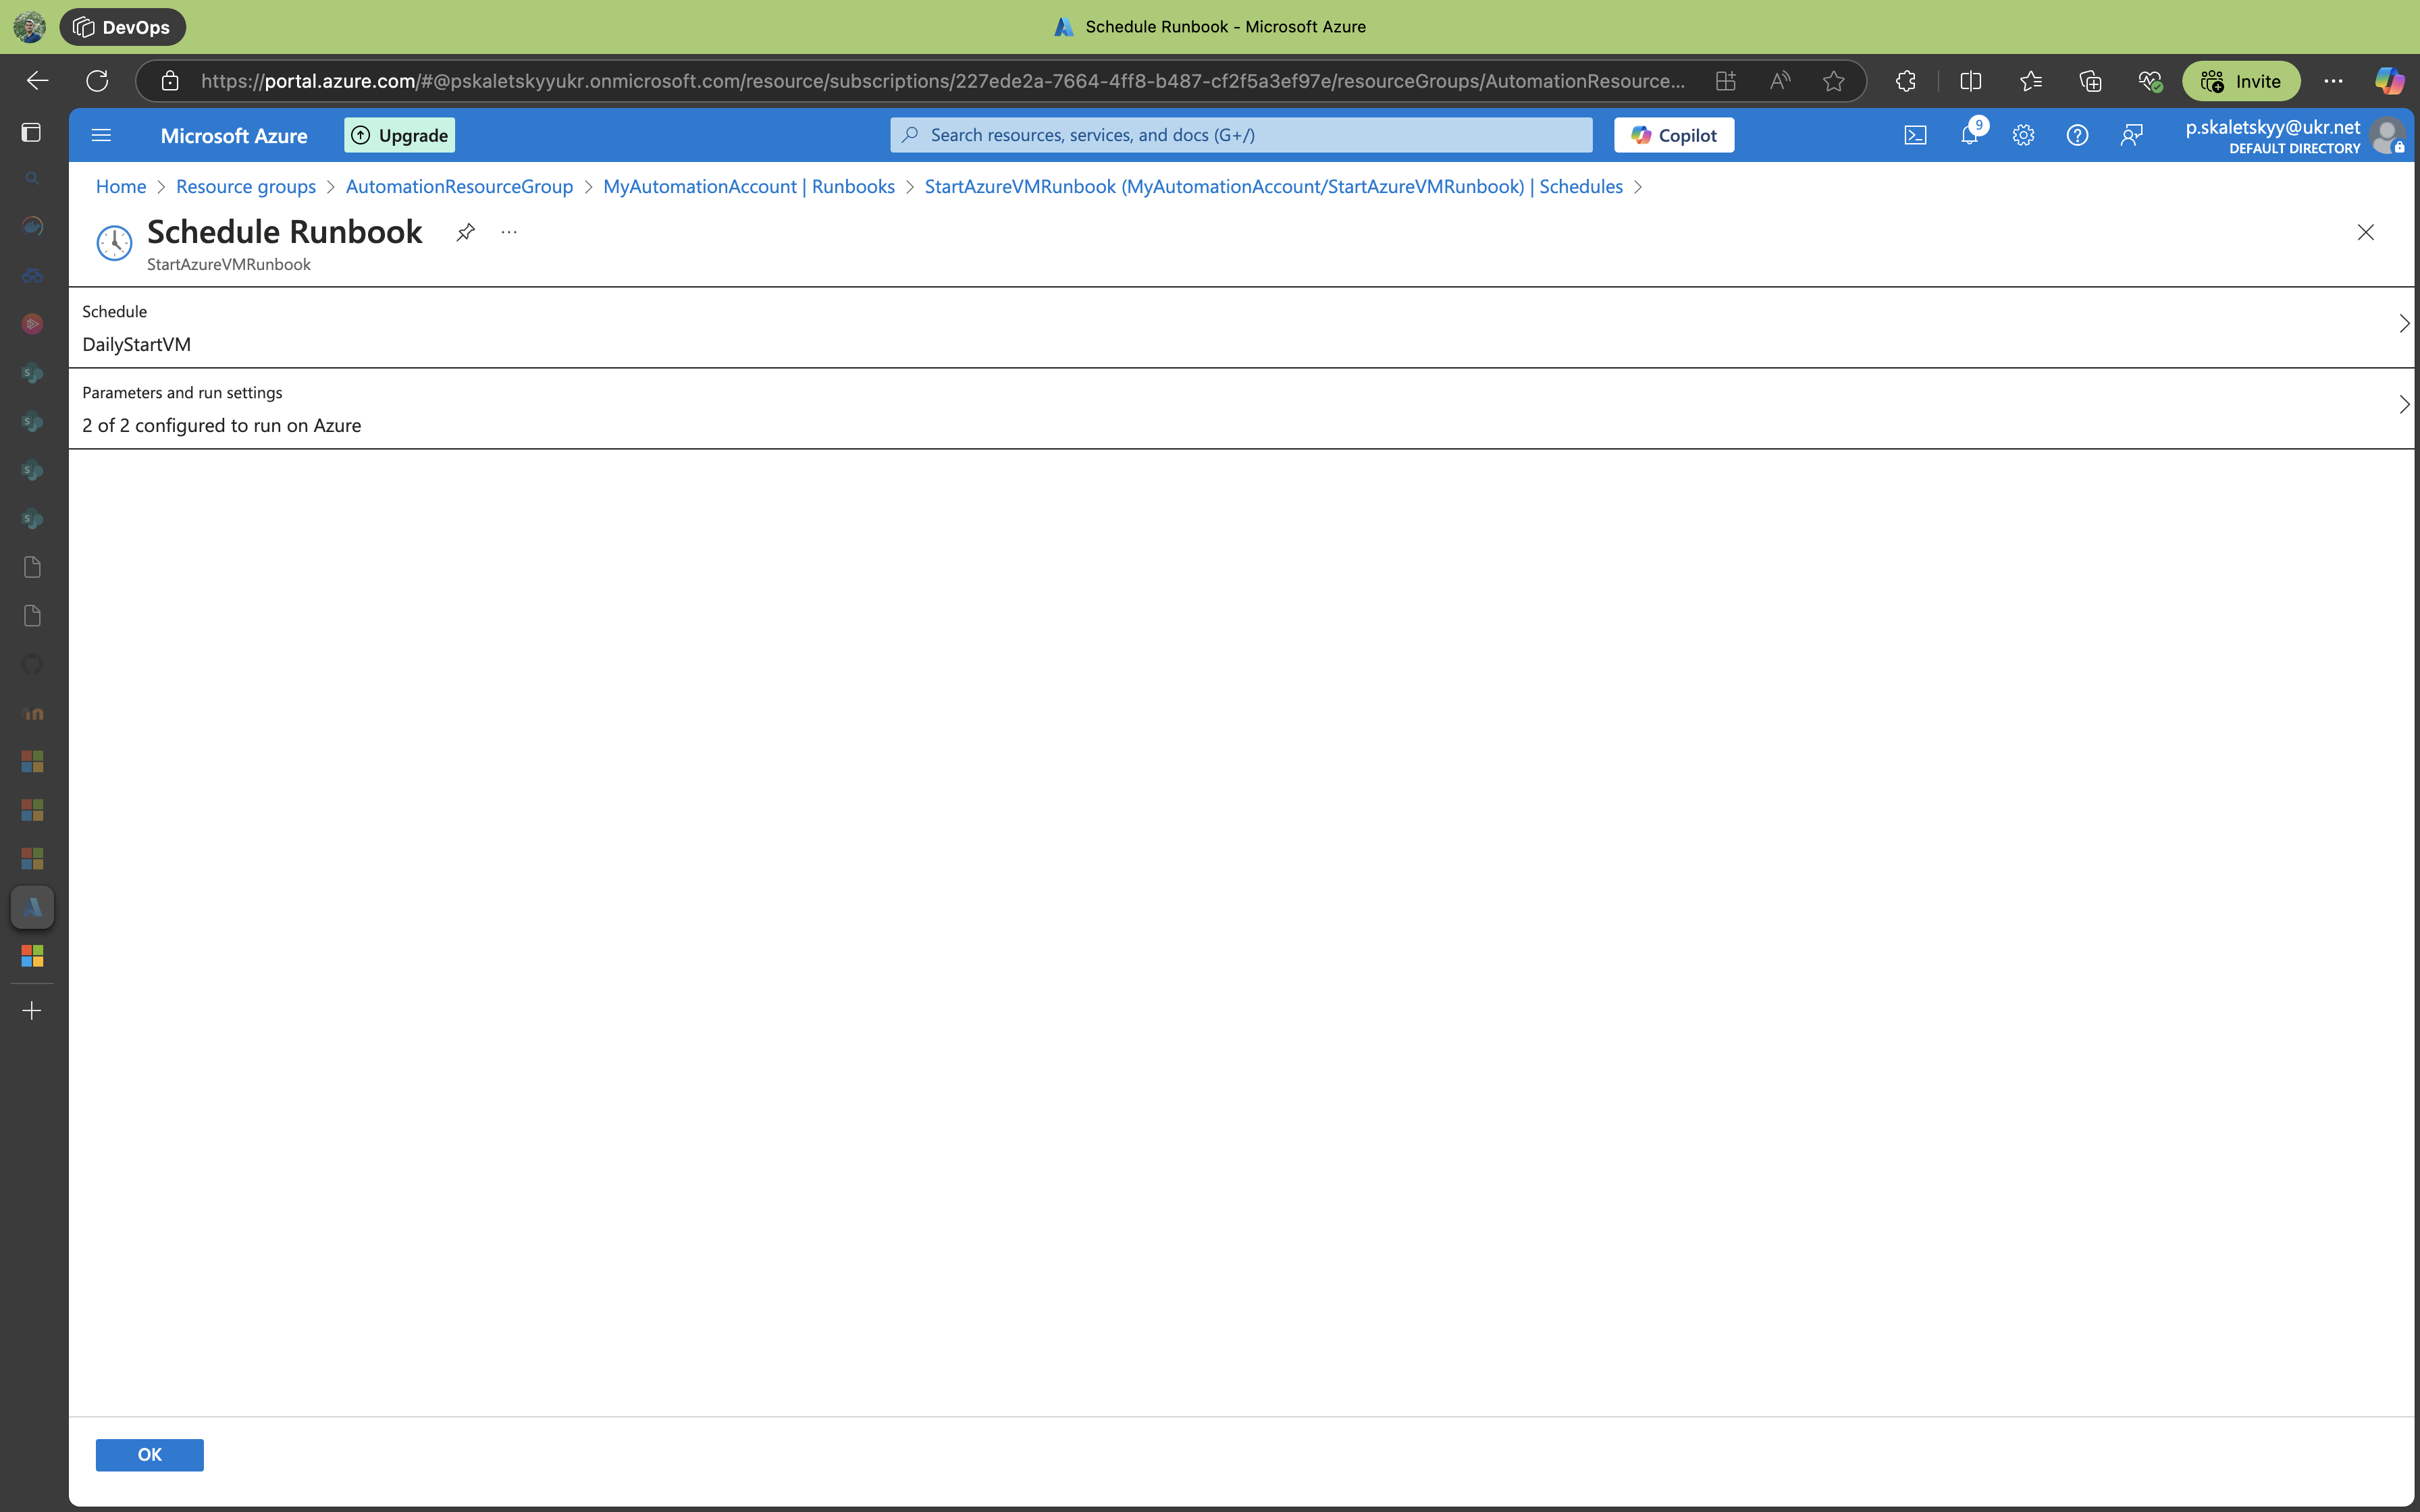 DevOps
Schedule Runbook - Microsoft Azure
https://portal.azure.com/#@pskaletskyyukr.onmicrosoft.com/resource/subscriptions/227ede2a-7664-4ff8-b487-cf2f5a3ef97e/resourceGroups/AutomationResource...
Invite
Microsoft Azure
Upgrade
Search resources, services, and docs (G+/)
Copilot
9
p.skaletskyy@ukr.net
DEFAULT DIRECTORY
Home > Resource groups > AutomationResourceGroup > MyAutomationAccount | Runbooks > StartAzureVMRunbook (MyAutomationAccount/StartAzureVMRunbook) | Schedules >
Schedule Runbook
...
StartAzureVMRunbook
Schedule
DailyStartVM
Parameters and run settings
2 of 2 configured to run on Azure
OK